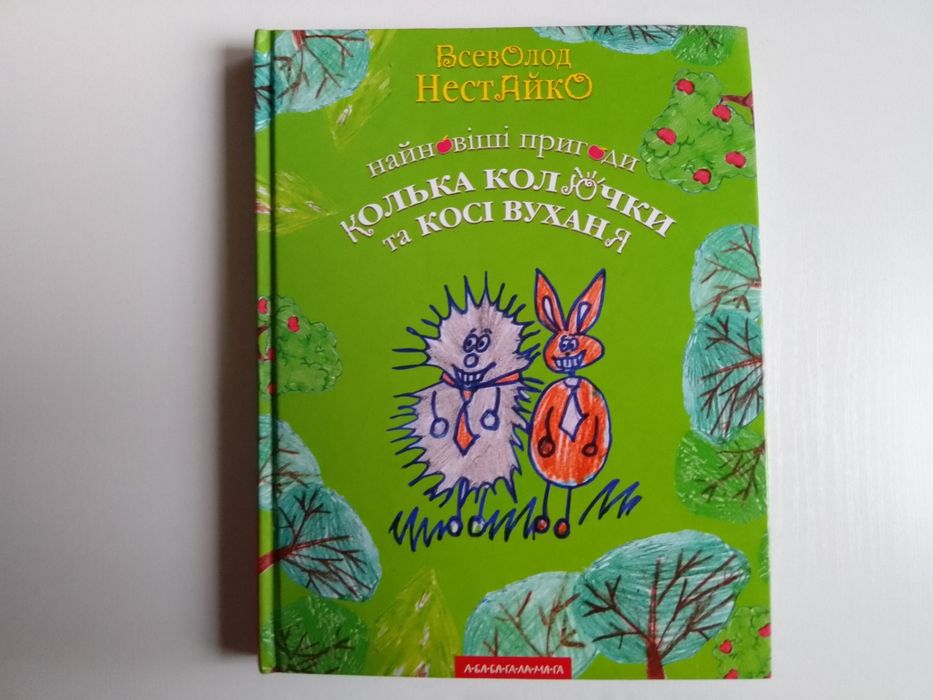 Всеволод
Нестайко
найновіші пригоди
Колька Колючки
та Косі Вуханя
А-БА-БА-ГА-ЛА-МА-ГА